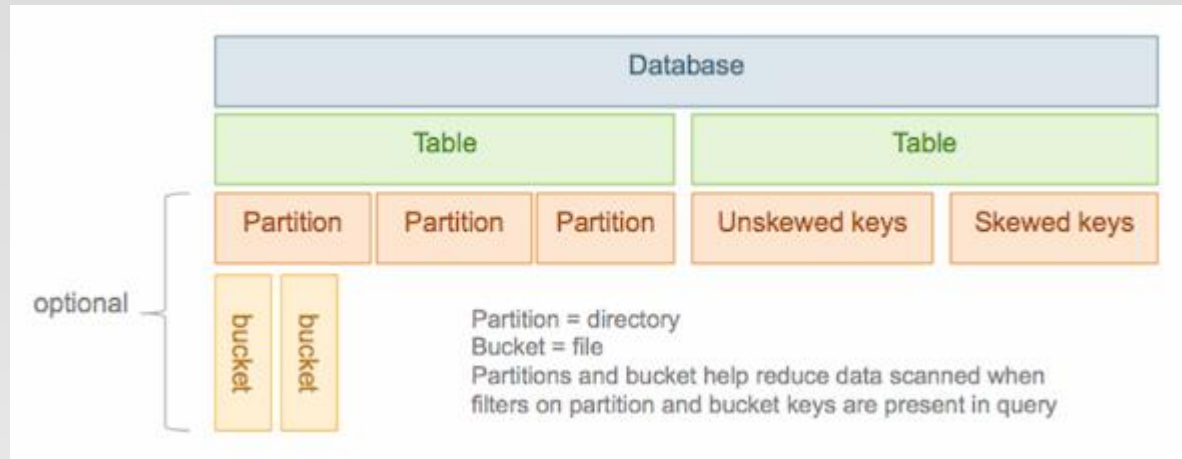 Database
Table Table
Partition Partition Partition Unskewed keys Skewed keys
optional
bucket bucket
Partition = directory
Bucket = file
Partitions and bucket help reduce data scanned when
filters on partition and bucket keys are present in query